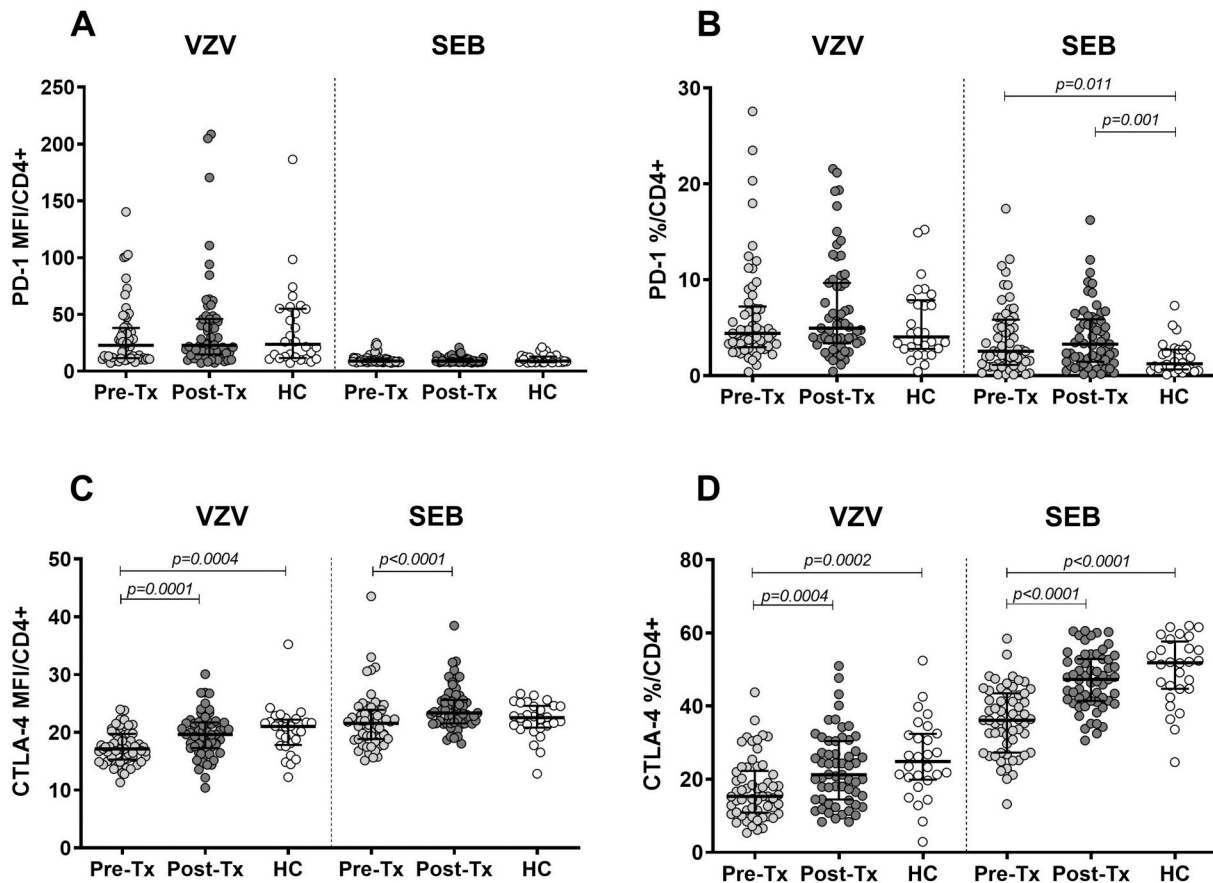 A
VZV SEB
PD-1 MFI/CD4+
250
200
150
100
50
0
Pre-Tx Post-Tx HC Pre-Tx Post-Tx HC
B
VZV SEB
PD-1 %/CD4+
30
20
10
0
p=0.011
p=0.001
Pre-Tx Post-Tx HC Pre-Tx Post-Tx HC
C
VZV SEB
CTLA-4 MFI/CD4+
50
40
30
20
10
0
p=0.0004 p<0.0001
p=0.0001
Pre-Tx Post-Tx HC Pre-Tx Post-Tx HC
D
VZV SEB
CTLA-4 %/CD4+
80
60
40
20
0
p=0.0002 p<0.0001
p=0.0004 p<0.0001
Pre-Tx Post-Tx HC Pre-Tx Post-Tx HC